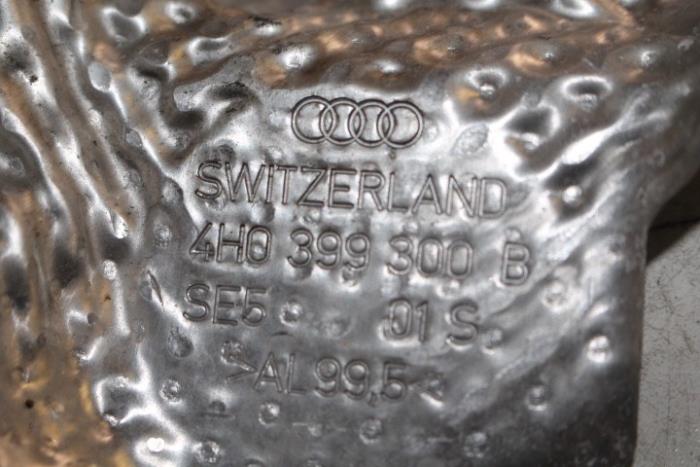 SWITZERLAND
4H0 399 300 B
SE5 01 S
>AL 99,5<